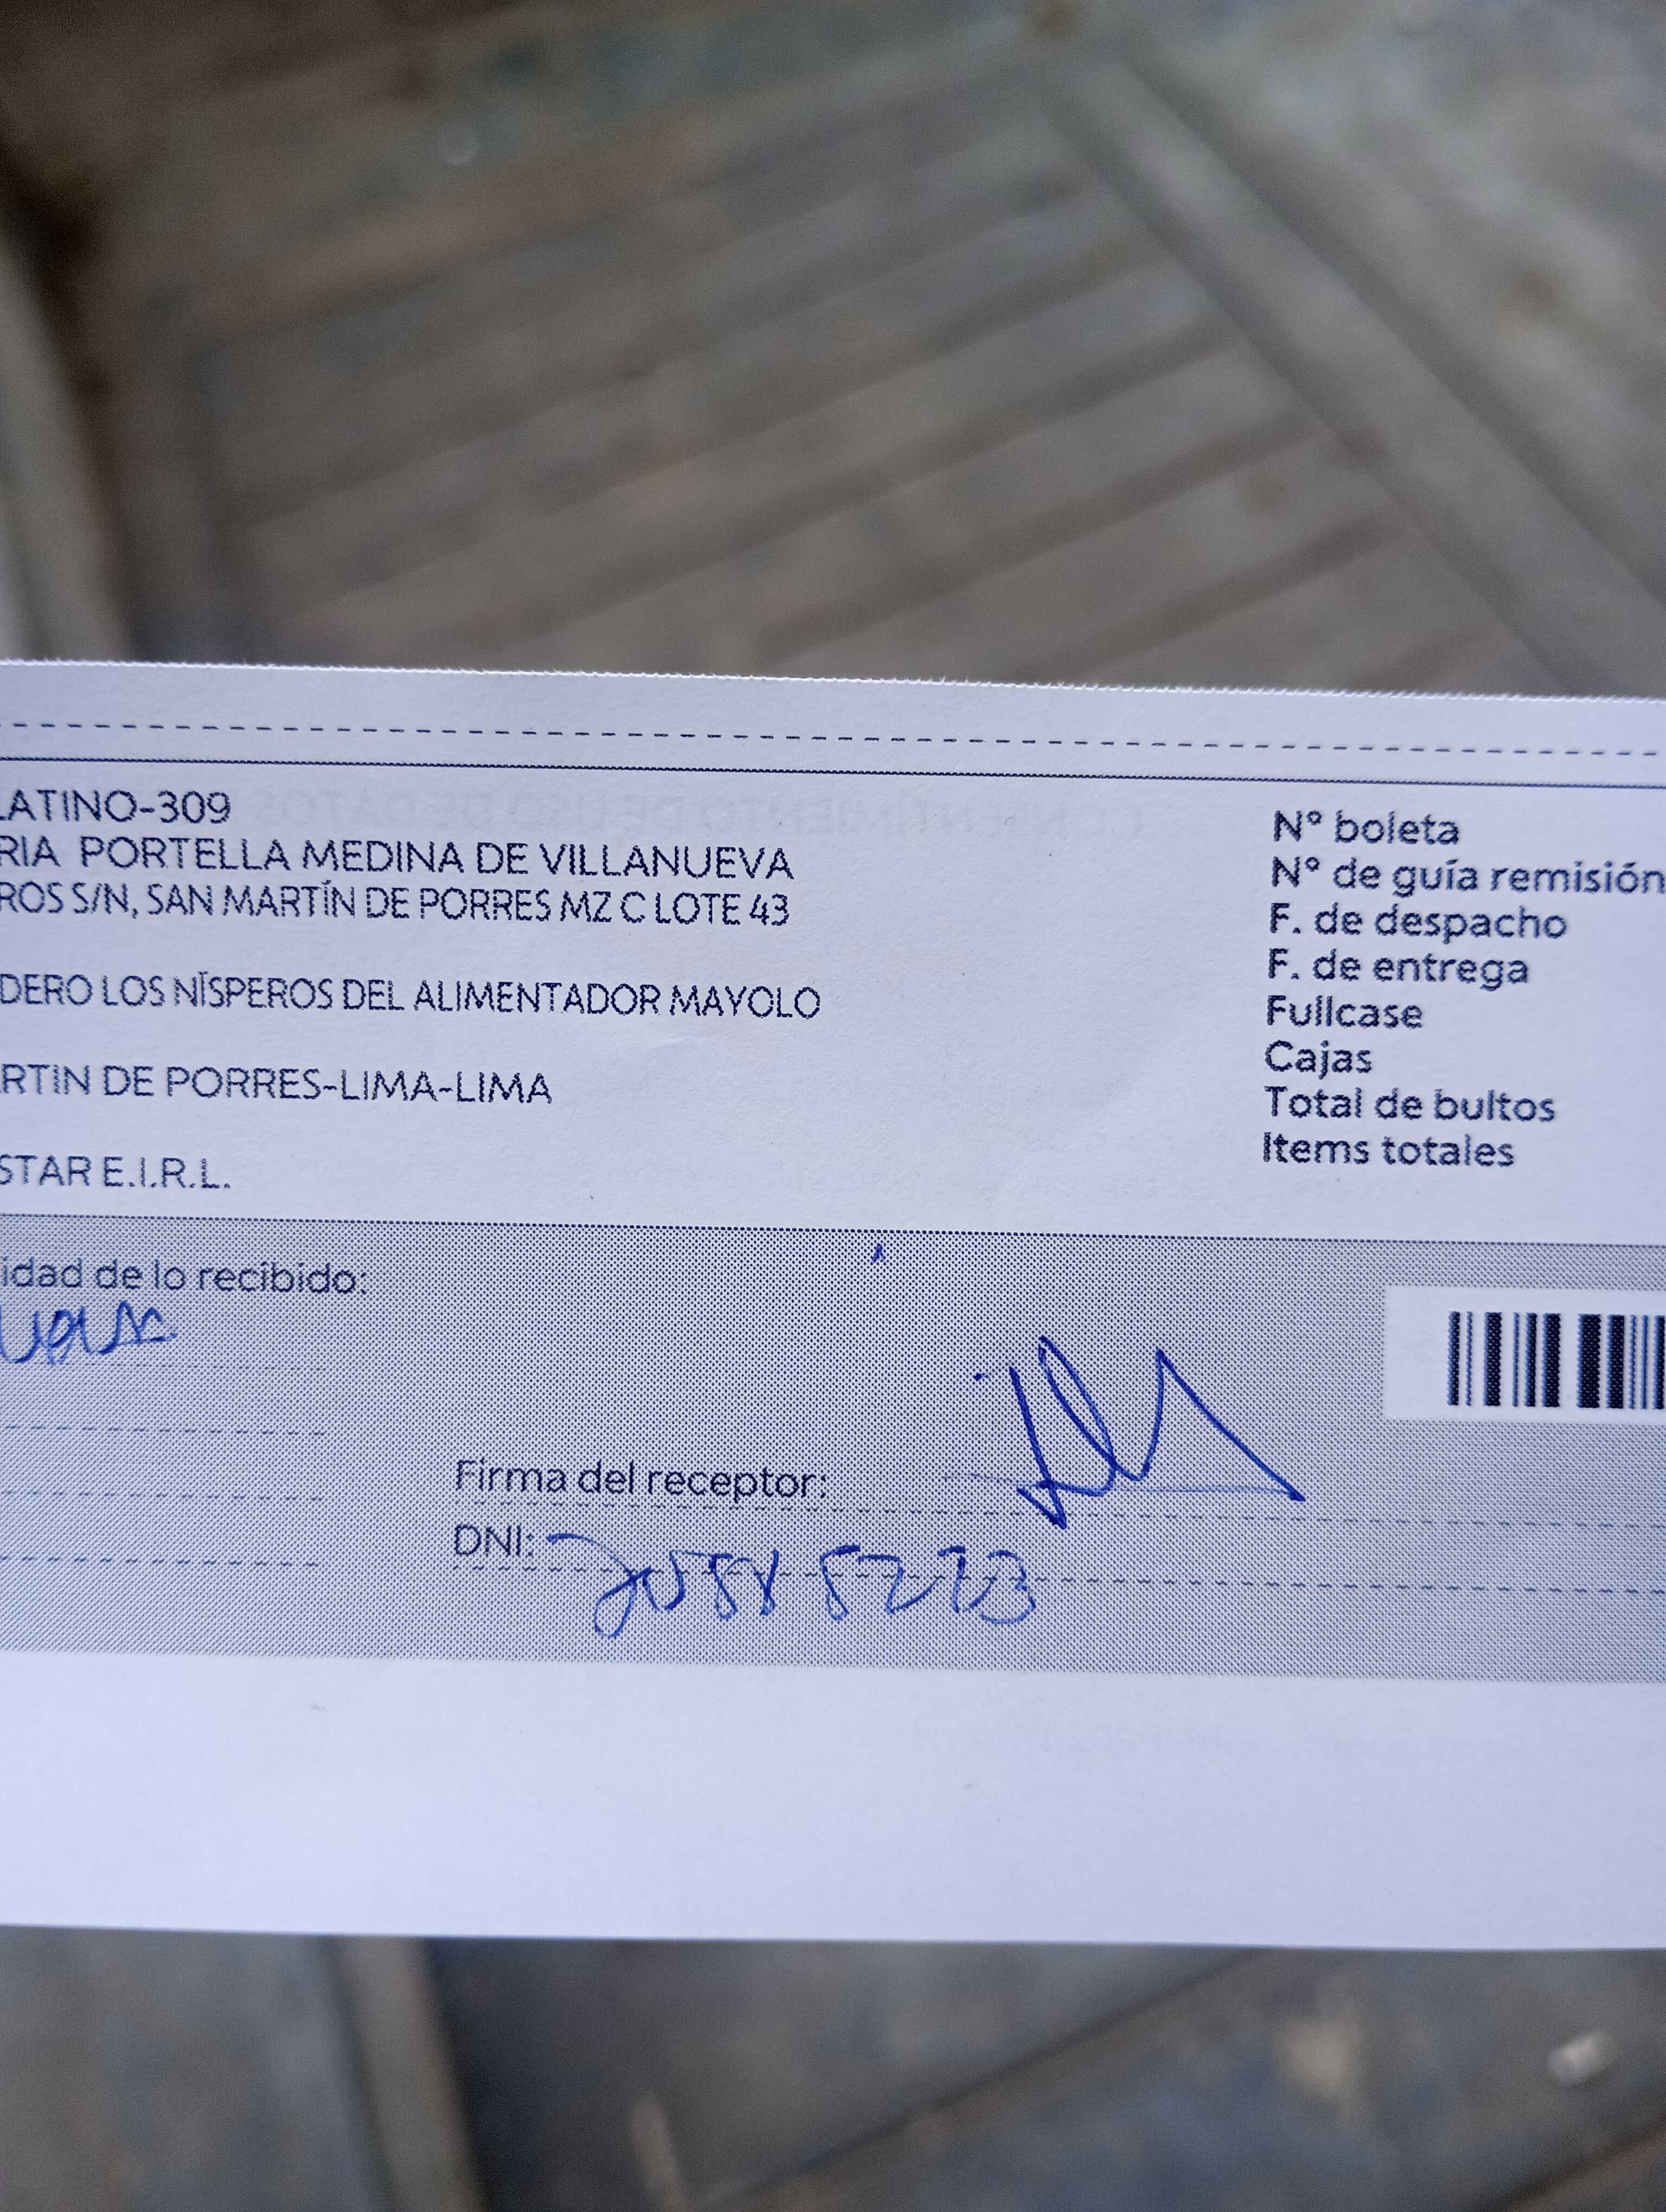 LATINO-309
RIA PORTELLA MEDINA DE VILLANUEVA
ROS S/N, SAN MARTÍN DE PORRES MZ C LOTE 43
DERO LOS NÍSPEROS DEL ALIMENTADOR MAYOLO
RTIN DE PORRES-LIMA-LIMA
STAR E.I.R.L.
N° boleta
N° de guía remisión
F. de despacho
F. de entrega
Fullcase
Cajas
Total de bultos
Items totales
idad de lo recibido:
Firma del receptor:
DNI: